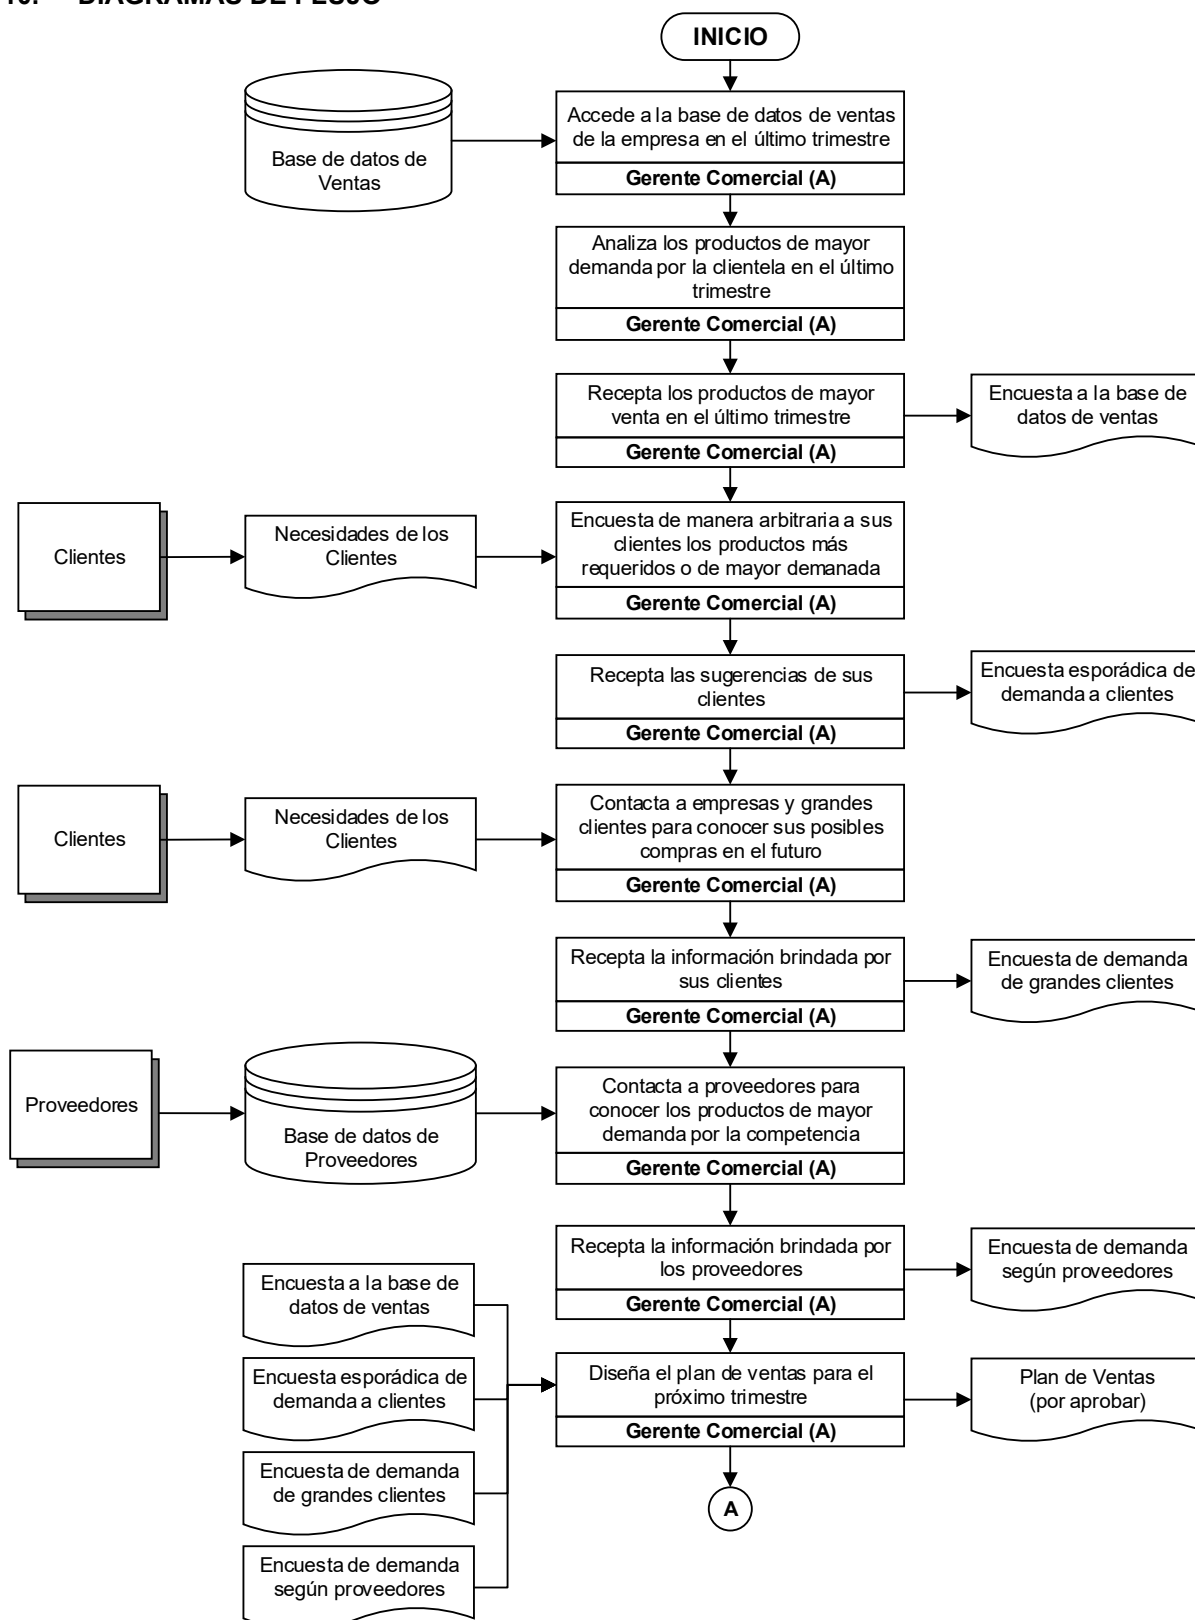 10. DIAGRAMAS DE FLUJO
INICIO
Base de datos de
Ventas
Accede a la base de datos de ventas
de la empresa en el último trimestre
Gerente Comercial (A)
Analiza los productos de mayor
demanda por la clientela en el último
trimestre
Gerente Comercial (A)
Recepta los productos de mayor
venta en el último trimestre
Gerente Comercial (A)
Encuesta a la base de
datos de ventas
Clientes
Necesidades de los
Clientes
Encuesta de manera arbitraria a sus
clientes los productos más
requeridos o de mayor demanada
Gerente Comercial (A)
Recepta las sugerencias de sus
clientes
Gerente Comercial (A)
Encuesta esporádica de
demanda a clientes
Clientes
Necesidades de los
Clientes
Contacta a empresas y grandes
clientes para conocer sus posibles
compras en el futuro
Gerente Comercial (A)
Recepta la información brindada por
sus clientes
Gerente Comercial (A)
Encuesta de demanda
de grandes clientes
Proveedores
Base de datos de
Proveedores
Contacta a proveedores para
conocer los productos de mayor
demanda por la competencia
Gerente Comercial (A)
Recepta la información brindada por
los proveedores
Gerente Comercial (A)
Encuesta de demanda
según proveedores
Encuesta a la base de
datos de ventas
Encuesta esporádica de
demanda a clientes
Encuesta de demanda
de grandes clientes
Encuesta de demanda
según proveedores
Diseña el plan de ventas para el
próximo trimestre
Gerente Comercial (A)
Plan de Ventas
(por aprobar)
A